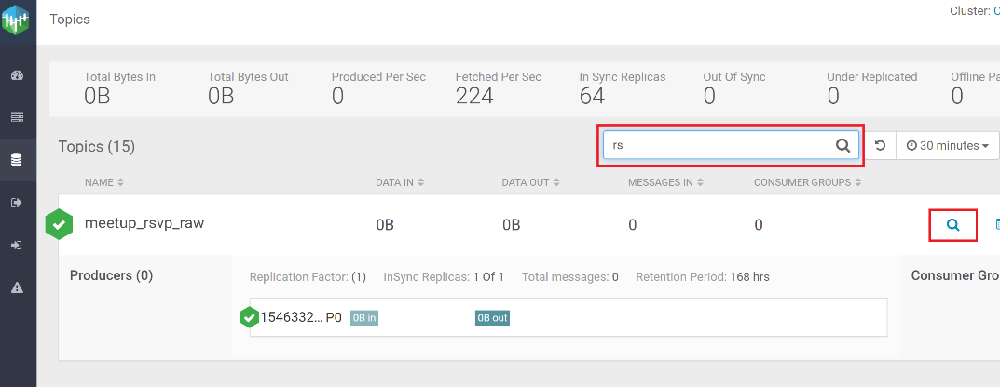 Topics
Cluster: C
Total Bytes In
0B
Total Bytes Out
0B
Produced Per Sec
0
Fetched Per Sec
224
In Sync Replicas
64
Out Of Sync
0
Under Replicated
0
Offline Pa
0
Topics (15)
rs
30 minutes
NAME
DATA IN
DATA OUT
MESSAGES IN
CONSUMER GROUPS
meetup_rsvp_raw
0B
0B
0
0
Producers (0)
Replication Factor: (1)
InSync Replicas: 1 Of 1
Total messages: 0
Retention Period: 168 hrs
Consumer Gro
1546332... P0
0B in
0B out